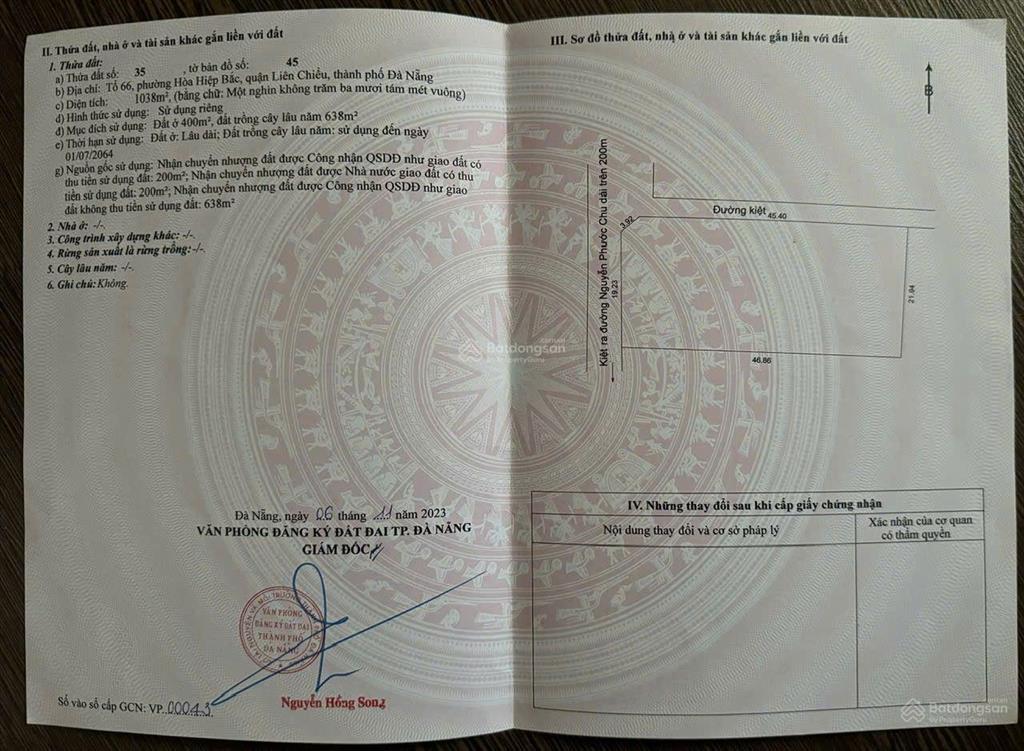 II. Thửa đất, nhà ở và tài sản khác gắn liền với đất
1. Thửa đất:
a) Thửa đất số: 35 , tờ bản đồ số: 45
b) Địa chỉ: Tổ 66, phường Hòa Hiệp Bắc, quận Liên Chiểu, thành phố Đà Nẵng
c) Diện tích: 1038m², (bằng chữ: Một nghìn không trăm ba mươi tám mét vuông)
d) Hình thức sử dụng: Sử dụng riêng
đ) Mục đích sử dụng: Đất ở 400m², đất trồng cây lâu năm 638m²
e) Thời hạn sử dụng: Đất ở: Lâu dài; Đất trồng cây lâu năm: sử dụng đến ngày
01/07/2064
g) Nguồn gốc sử dụng: Nhận chuyển nhượng đất được Công nhận QSDĐ như giao đất có
thu tiền sử dụng đất: 200m²; Nhận chuyển nhượng đất được Nhà nước giao đất có thu
tiền sử dụng đất: 200m²; Nhận chuyển nhượng đất được Công nhận QSDĐ như giao
đất không thu tiền sử dụng đất: 638m²
2. Nhà ở: -/-.
3. Công trình xây dựng khác: -/-.
4. Rừng sản xuất là rừng trồng: -/-.
5. Cây lâu năm: -/-.
6. Ghi chú: Không.
Đà Nẵng, ngày 06 tháng 11 năm 2023
VĂN PHÒNG ĐĂNG KÝ ĐẤT ĐAI TP. ĐÀ NẴNG
GIÁM ĐỐC
VĂN PHÒNG
ĐĂNG KÝ ĐẤT ĐAI
THÀNH PHỐ
ĐÀ NẴNG
Nguyễn Hồng Song
Số vào sổ cấp GCN: VP..00043
III. Sơ đồ thửa đất, nhà ở và tài sản khác gắn liền với đất
B
Kiệt ra đường Nguyễn Phước Chu dài trên 200m
Đường kiệt
45.40
3.92
19.23
21.94
46.86
IV. Những thay đổi sau khi cấp giấy chứng nhận
Nội dung thay đổi và cơ sở pháp lý
Xác nhận của cơ quan
có thẩm quyền
Batdongsan
by PropertyGuru
Batdongsan
by PropertyGuru